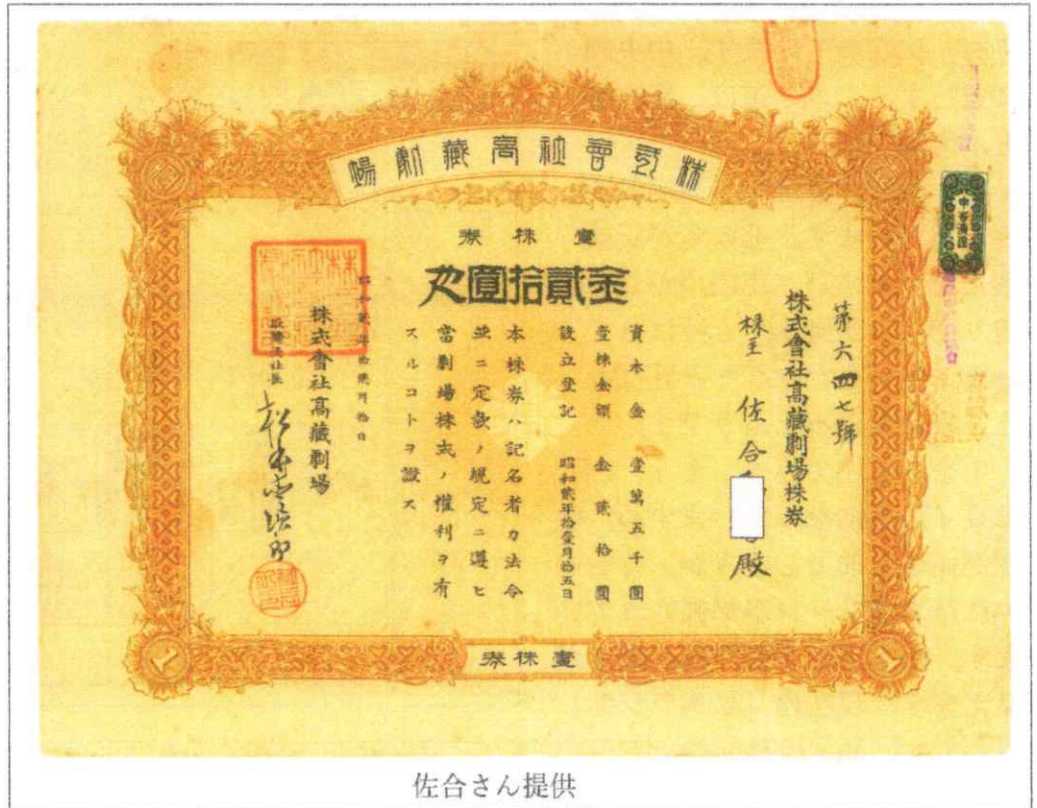 株式會社高藏劇場
壹株券
金貳拾圓也
第六四七號
株式會社高藏劇場株券
株主 佐合 殿
資本金 壹萬五千圓
壹株金額 金貳拾圓
設立登記 昭和貳年拾壹月拾五日
本株券ハ記名者カ法令
並ニ定款ノ規定ニ遵ヒ
當劇場株式ノ權利ヲ有
スルコトヲ證ス
株式會社高藏劇場
取締役社長
壹株券
1
1
佐合さん提供